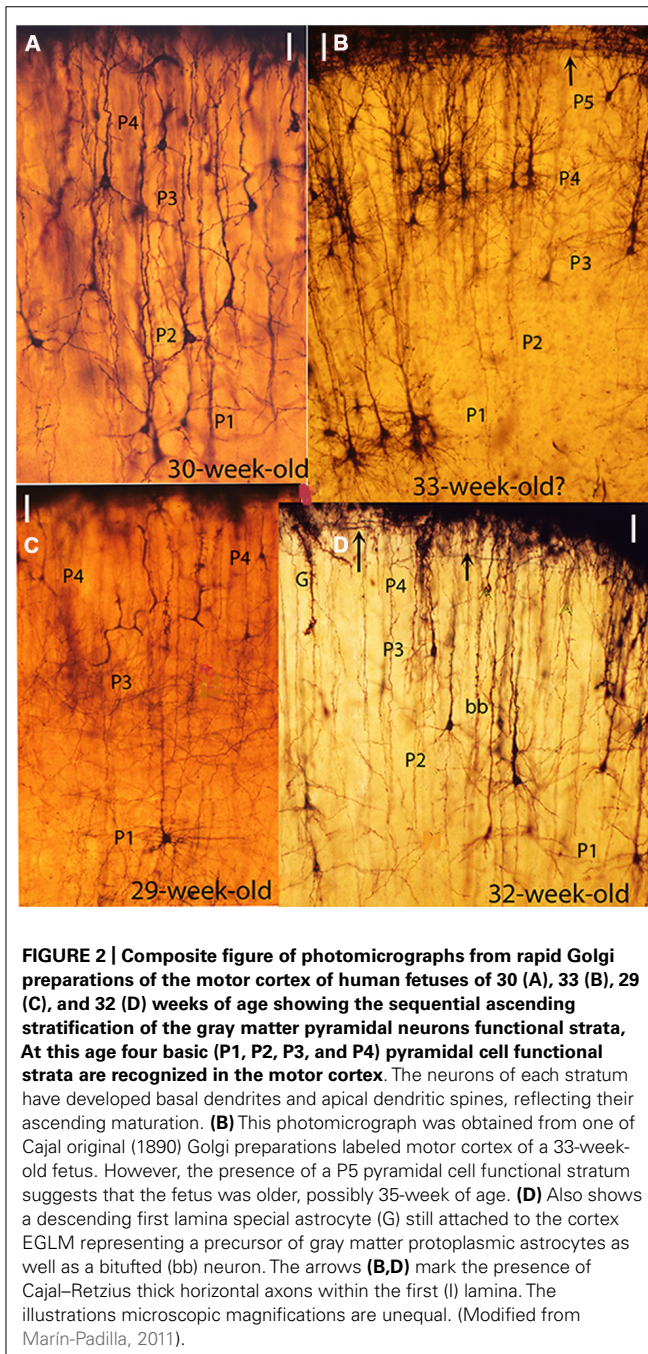 A
P4
P3
P2
P1
30-week-old
B
P5
P4
P3
P2
P1
33-week-old?
C
P4 P4
P3
P1
29-week-old
D
G
P4
P3
bb
P2
P1
32-week-old
FIGURE 2 | Composite figure of photomicrographs from rapid Golgi
preparations of the motor cortex of human fetuses of 30 (A), 33 (B), 29
(C), and 32 (D) weeks of age showing the sequential ascending
stratification of the gray matter pyramidal neurons functional strata,
At this age four basic (P1, P2, P3, and P4) pyramidal cell functional
strata are recognized in the motor cortex. The neurons of each stratum
have developed basal dendrites and apical dendritic spines, reflecting their
ascending maturation. (B) This photomicrograph was obtained from one of
Cajal original (1890) Golgi preparations labeled motor cortex of a 33-week-
old fetus. However, the presence of a P5 pyramidal cell functional stratum
suggests that the fetus was older, possibly 35-week of age. (D) Also shows
a descending first lamina special astrocyte (G) still attached to the cortex
EGLM representing a precursor of gray matter protoplasmic astrocytes as
well as a bitufted (bb) neuron. The arrows (B,D) mark the presence of
Cajal–Retzius thick horizontal axons within the first (I) lamina. The
illustrations microscopic magnifications are unequal. (Modified from
Marín-Padilla, 2011).